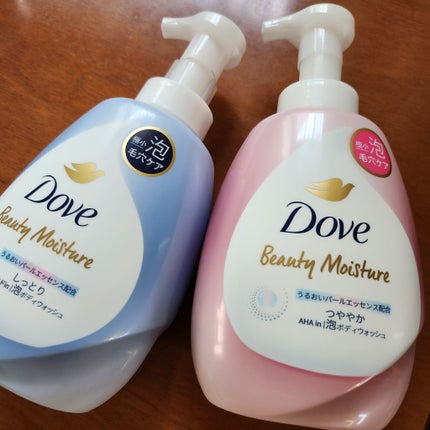 極小
泡
毛穴ケア
Dove
Beauty Moisture
うるおいパールエッセンス配合
しっとり
in 泡ボディウォッシュ
極小
泡
毛穴ケア
Dove
Beauty Moisture
うるおいパールエッセンス配合
つややか
AHA in 泡ボディウォッシュ